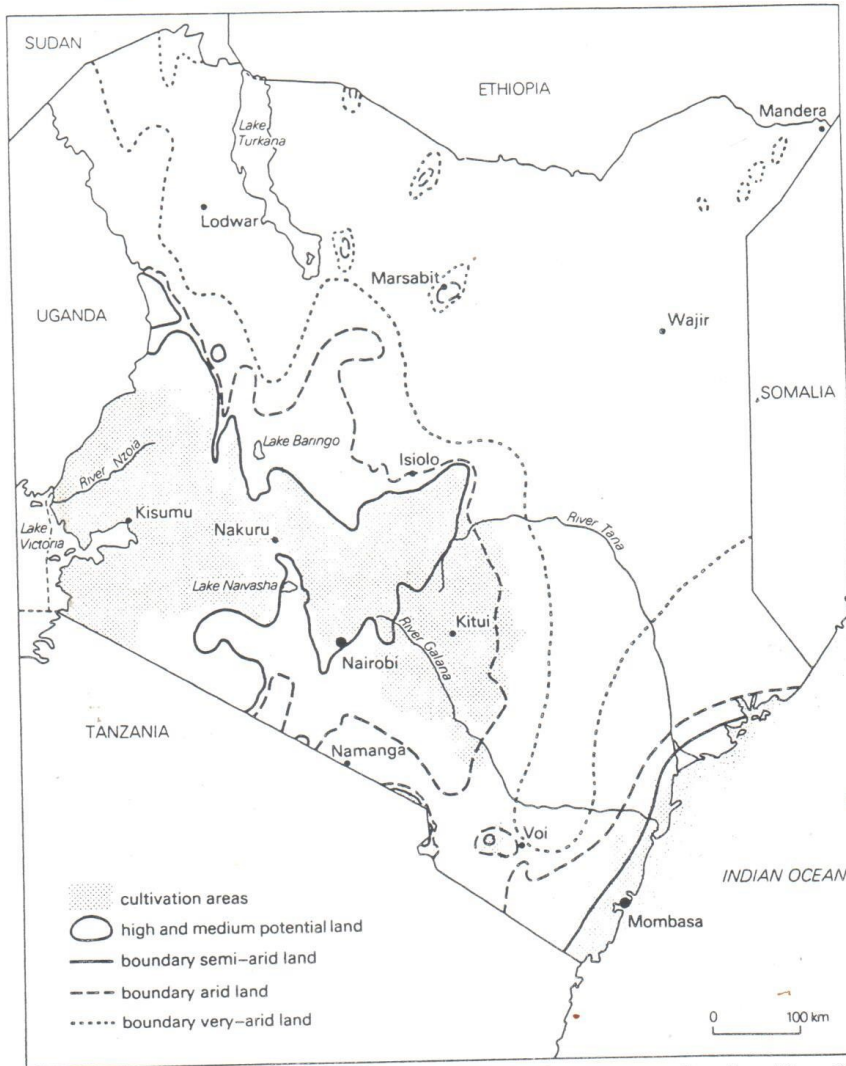 SUDAN
ETHIOPIA
Mandera
Lake
Turkana
Lodwar
Marsabit
UGANDA
Wajir
SOMALIA
Lake Baringo
River Nzoia
Isiolo
Kisumu
Lake
Victoria
Nakuru
River Tana
Lake Naivasha
Kitui
River Galana
Nairobi
TANZANIA
Namanga
Voi
INDIAN OCEAN
Mombasa
cultivation areas
high and medium potential land
boundary semi-arid land
boundary arid land
boundary very-arid land
0 100 km